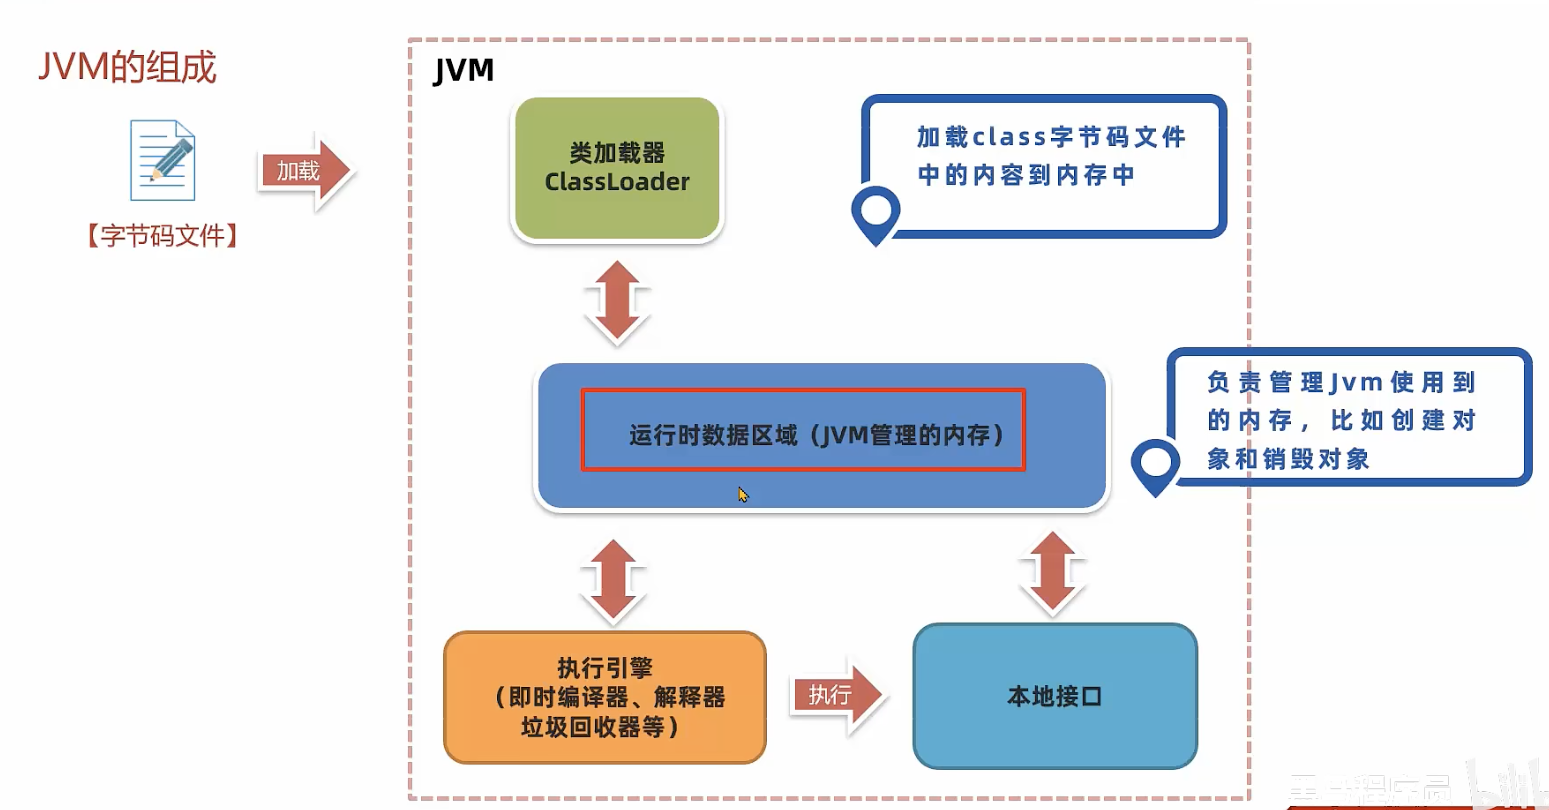 JVM的组成
JVM
加载
【字节码文件】
类加载器
ClassLoader
加载class字节码文件
中的内容到内存中
运行时数据区域（JVM管理的内存）
负责管理Jvm使用到
的内存，比如创建对
象和销毁对象
执行引擎
（即时编译器、解释器
垃圾回收器等）
执行
本地接口